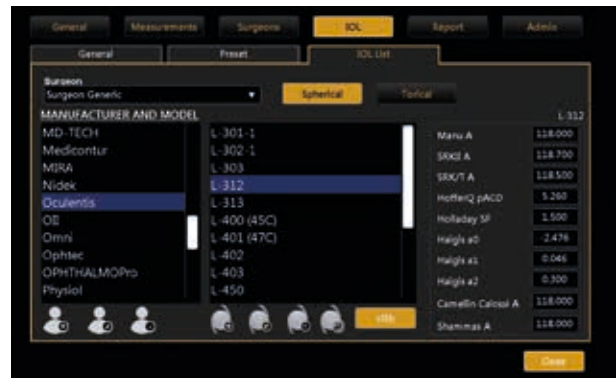 General Measurements Surgeons IOL Report Admin
General Preset IOL List
Surgeon
Surgeon Generic
Spherical Torical
MANUFACTURER AND MODEL
L-312
MD-TECH
Medicontur
MIRA
Nidek
Oculentis
OII
Omni
Ophtec
OPHTHALMOPro
Physiol
L-301-1
L-302-1
L-303
L-312
L-313
L-400 (45C)
L-401 (47C)
L-402
L-403
L-450
Manu A 118.000
SRKII A 118.700
SRK/T A 118.500
HofferQ pACD 5.260
Holladay SF 1.500
Haigis a0 -2.476
Haigis a1 0.046
Haigis a2 0.300
Camellin Calossi A 118.000
Shammas A 118.000
Close